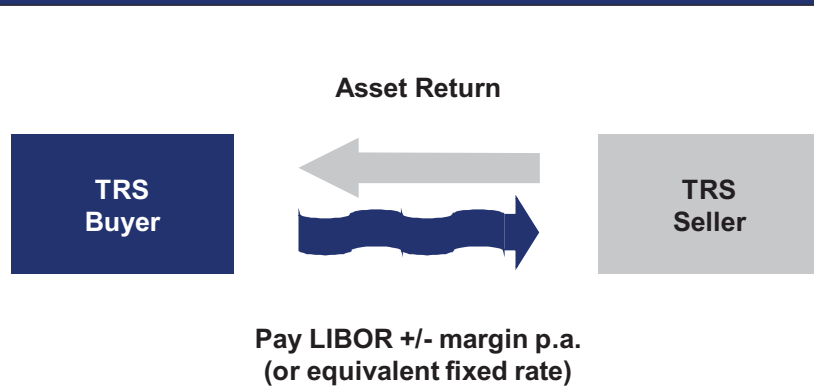 Asset Return
TRS
Buyer
TRS
Seller
Pay LIBOR +/- margin p.a.
(or equivalent fixed rate)